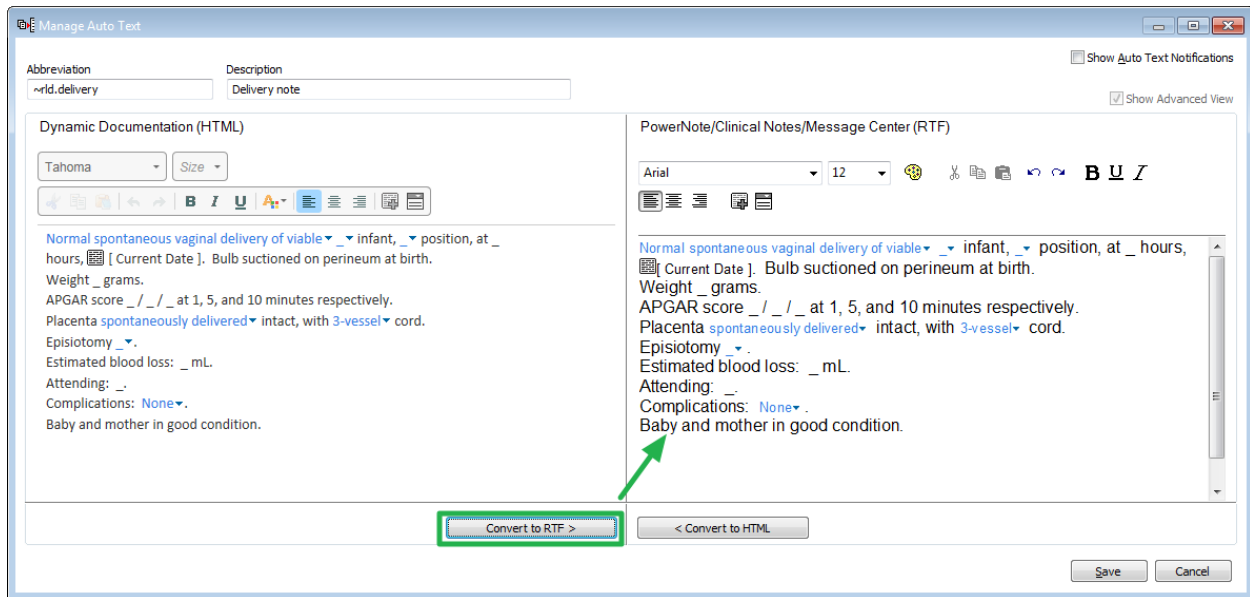 Manage Auto Text
Show Auto Text Notifications
Abbreviation
Description
~rld.delivery
Delivery note
Show Advanced View
Dynamic Documentation (HTML)
Tahoma
Size
B I U A
Normal spontaneous vaginal delivery of viable _ infant, _ position, at _
hours, [ Current Date ]. Bulb suctioned on perineum at birth.
Weight _ grams.
APGAR score _ / _ / _ at 1, 5, and 10 minutes respectively.
Placenta spontaneously delivered intact, with 3-vessel cord.
Episiotomy _ .
Estimated blood loss: _ mL.
Attending: _.
Complications: None .
Baby and mother in good condition.
Convert to RTF >
PowerNote/Clinical Notes/Message Center (RTF)
Arial
12
B U I
Normal spontaneous vaginal delivery of viable _ infant, _ position, at _ hours,
[ Current Date ]. Bulb suctioned on perineum at birth.
Weight _ grams.
APGAR score _ / _ / _ at 1, 5, and 10 minutes respectively.
Placenta spontaneously delivered intact, with 3-vessel cord.
Episiotomy _ .
Estimated blood loss: _ mL.
Attending: _.
Complications: None .
Baby and mother in good condition.
< Convert to HTML
Save
Cancel